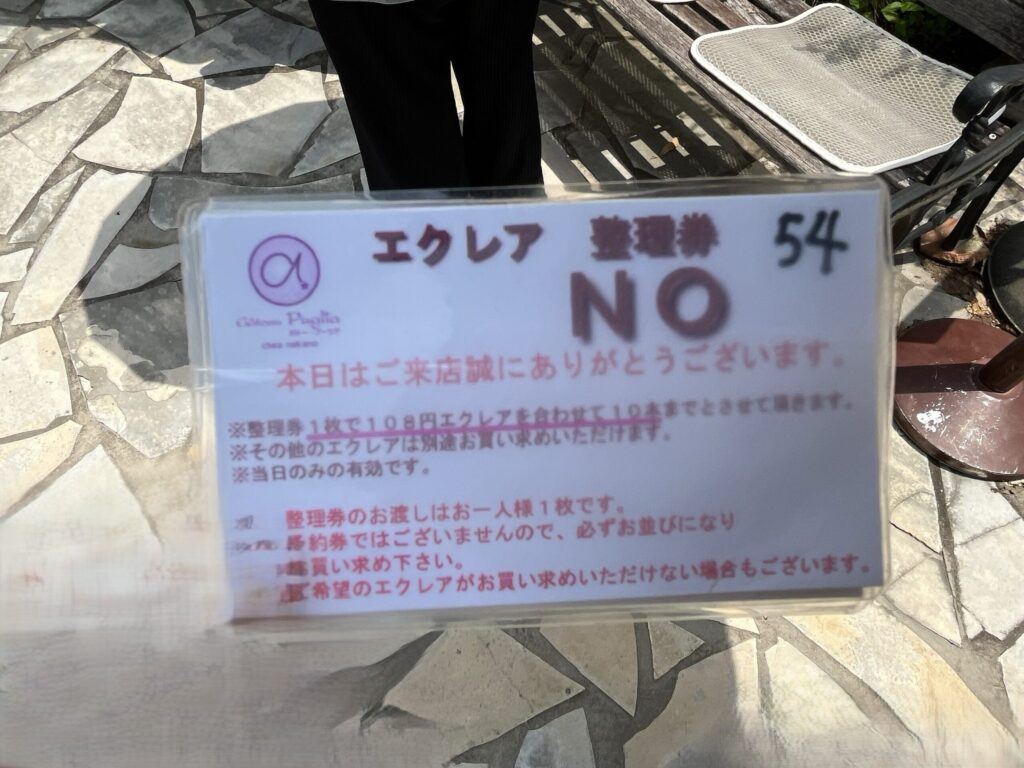 エクレア 整理券 54
NO
α
Gâteau Puglia
chez nakano
本日はご来店誠にありがとうございます。
※整理券1枚で108円エクレアを合わせて10本までとさせて頂きます。
※その他のエクレアは別途お買い求めいただけます。
※当日のみの有効です。
整理券のお渡しはお一人様1枚です。
予約券ではございませんので、必ずお並びになり
お買い求め下さい。
ご希望のエクレアがお買い求めいただけない場合もございます。